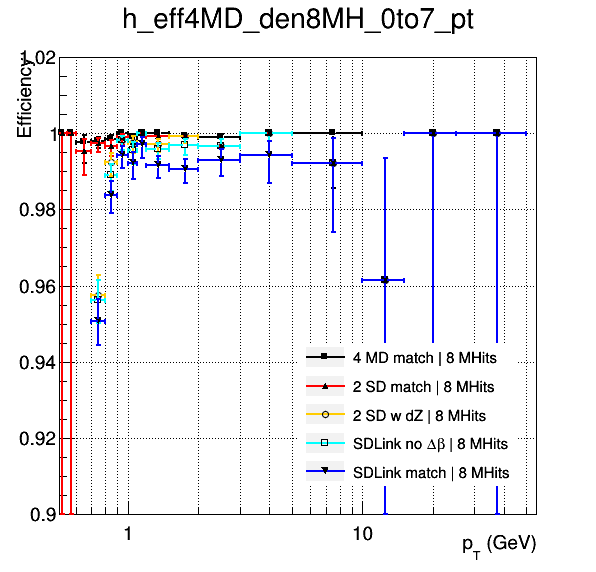 h_eff4MD_den8MH_0to7_pt
Efficiency
1.02
1
0.98
0.96
0.94
0.92
0.9
4 MD match | 8 MHits
2 SD match | 8 MHits
2 SD w dZ | 8 MHits
SDLink no Δβ | 8 MHits
SDLink match | 8 MHits
1
10
p_T (GeV)